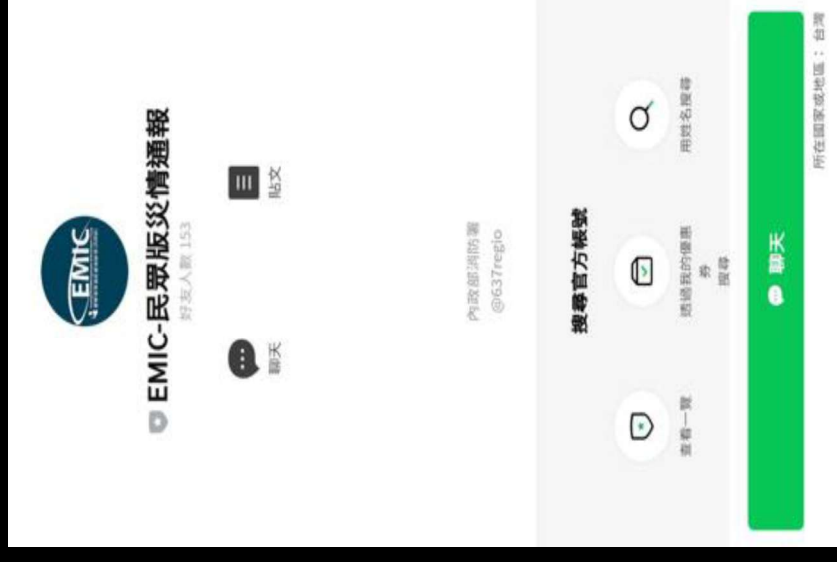 EMIC
EMIC-民眾版災情通報
好友人數 153
聊天
貼文
內政部消防署
@637regio
搜尋官方帳號
查看一覽
透過我的優惠
券
搜尋
用姓名搜尋
聊天
所在國家或地區： 台灣